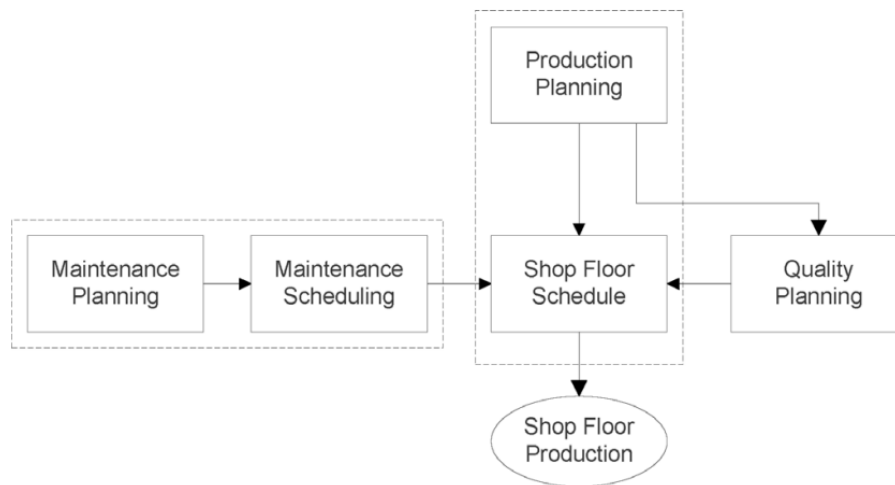 Production
Planning
Maintenance
Planning
Maintenance
Scheduling
Shop Floor
Schedule
Quality
Planning
Shop Floor
Production